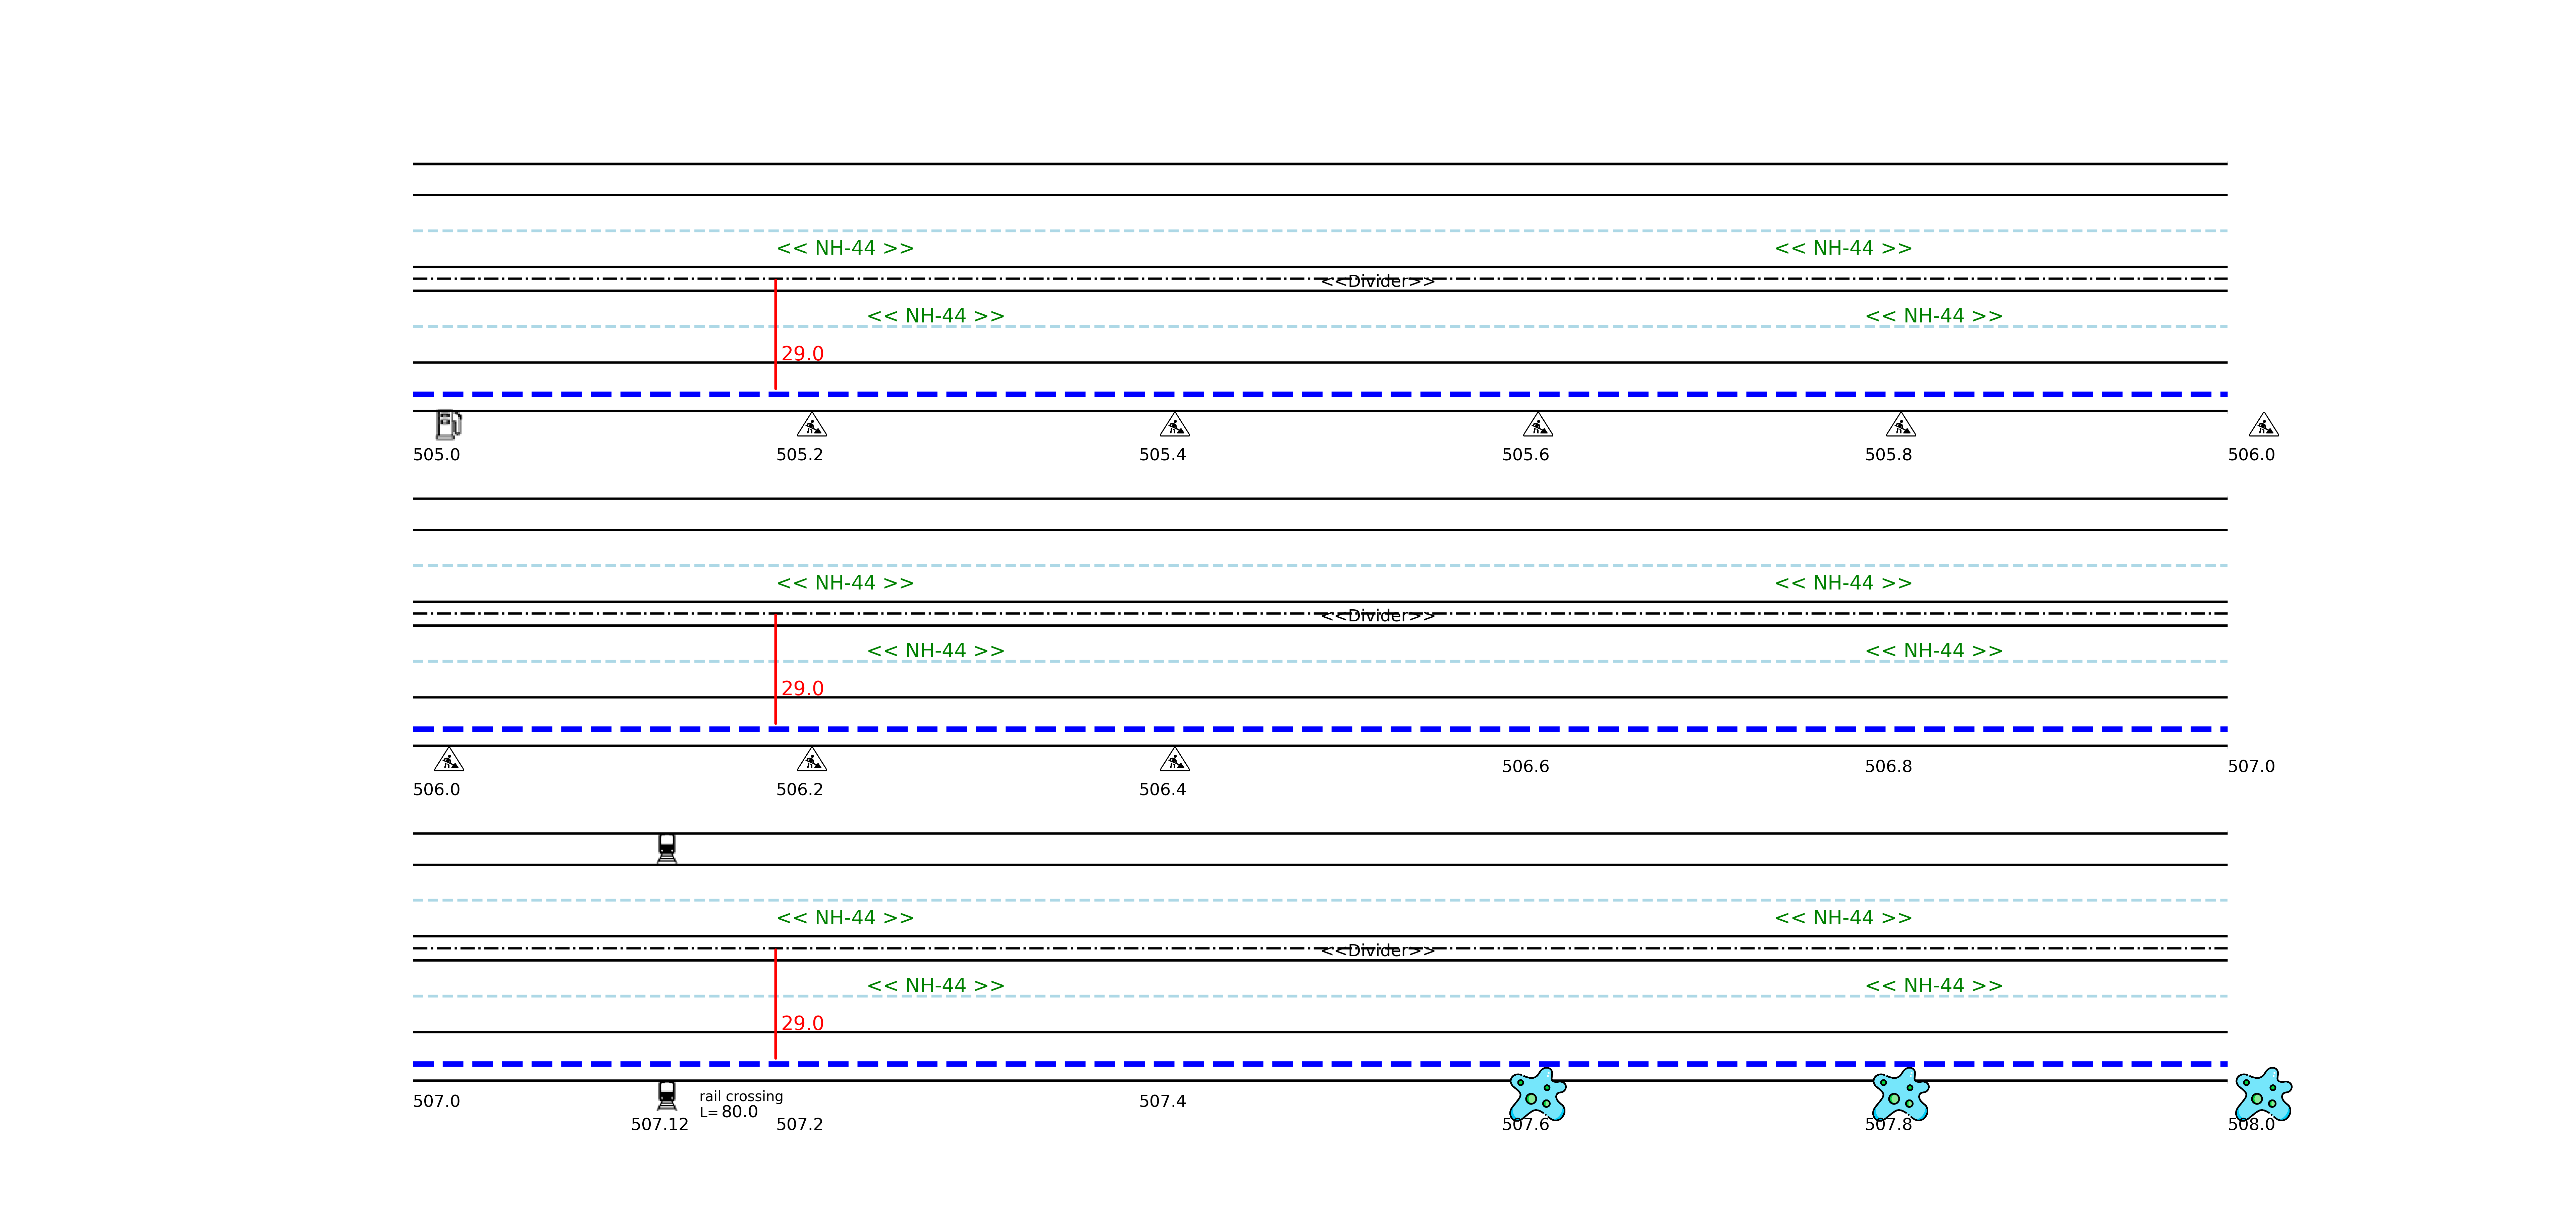 << NH-44 >> << NH-44 >>
<<Divider>>
<< NH-44 >> << NH-44 >>
29.0
505.0 505.2 505.4 505.6 505.8 506.0
<< NH-44 >> << NH-44 >>
<<Divider>>
<< NH-44 >> << NH-44 >>
29.0
506.6 506.8 507.0
506.0 506.2 506.4
<< NH-44 >> << NH-44 >>
<<Divider>>
<< NH-44 >> << NH-44 >>
29.0
rail crossing
507.0 507.4
L= 80.0
507.12 507.2 507.6 507.8 508.0